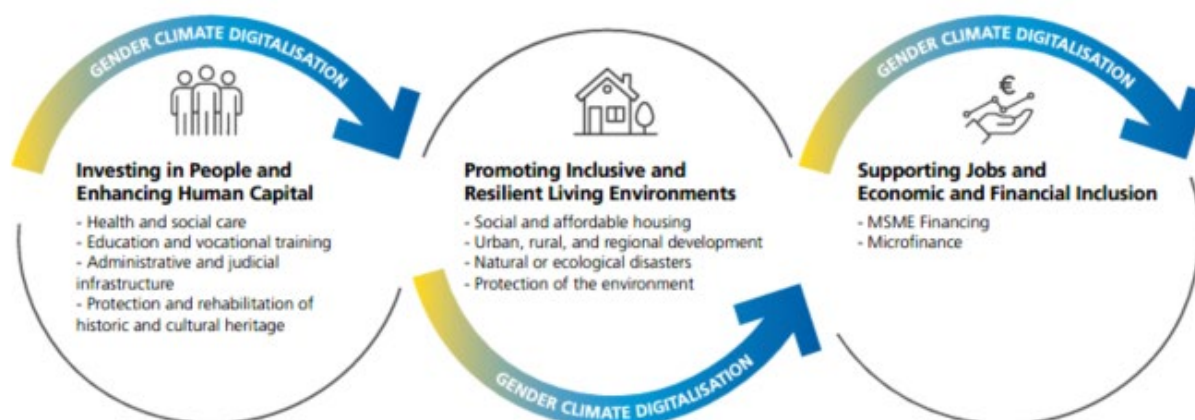 GENDER CLIMATE DIGITALISATION
Investing in People and
Enhancing Human Capital
- Health and social care
- Education and vocational training
- Administrative and judicial
infrastructure
- Protection and rehabilitation of
historic and cultural heritage
Promoting Inclusive and
Resilient Living Environments
- Social and affordable housing
- Urban, rural, and regional development
- Natural or ecological disasters
- Protection of the environment
GENDER CLIMATE DIGITALISATION
GENDER CLIMATE DIGITALISATION
€
Supporting Jobs and
Economic and Financial Inclusion
- MSME Financing
- Microfinance